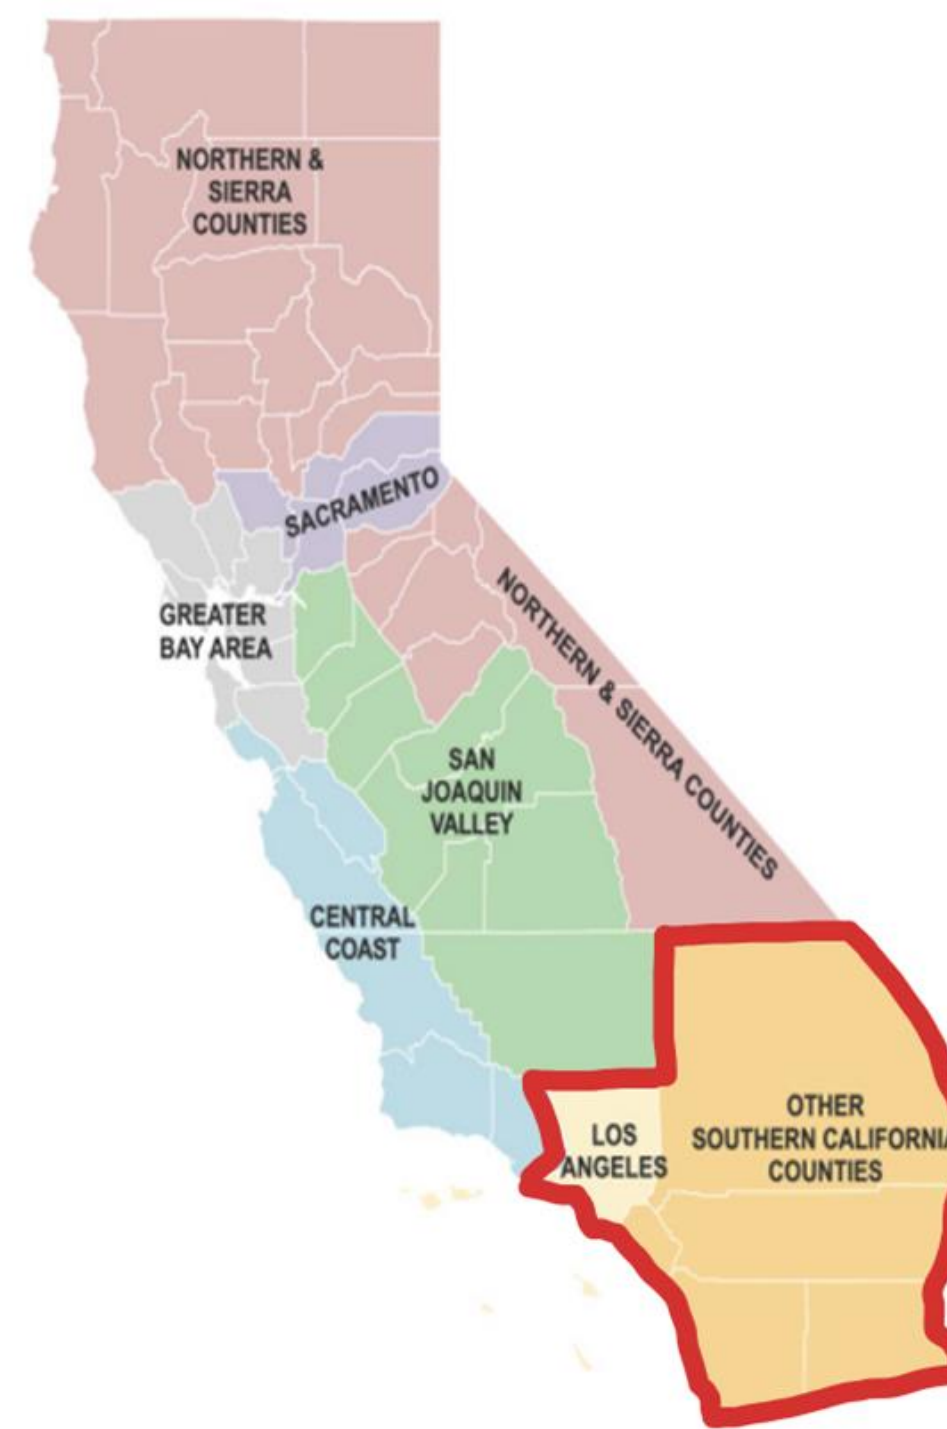 NORTHERN &
SIERRA
COUNTIES
SACRAMENTO
GREATER
BAY AREA
NORTHERN & SIERRA COUNTIES
SAN
JOAQUIN
VALLEY
CENTRAL
COAST
OTHER
SOUTHERN CALIFORNIA
COUNTIES
LOS
ANGELES